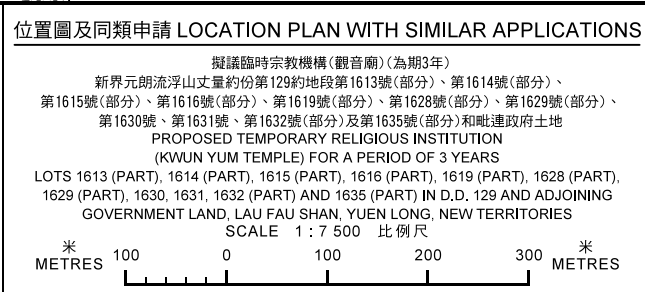 位置圖及同類申請 LOCATION PLAN WITH SIMILAR APPLICATIONS
擬議臨時宗教機構(觀音廟)(為期3年)
新界元朗流浮山丈量約份第129約地段第1613號(部分)、第1614號(部分)、
第1615號(部分)、第1616號(部分)、第1619號(部分)、第1628號(部分)、第1629號(部分)、
第1630號、第1631號、第1632號(部分)及第1635號(部分)和毗連政府土地
PROPOSED TEMPORARY RELIGIOUS INSTITUTION
(KWUN YUM TEMPLE) FOR A PERIOD OF 3 YEARS
LOTS 1613 (PART), 1614 (PART), 1615 (PART), 1616 (PART), 1619 (PART), 1628 (PART),
1629 (PART), 1630, 1631, 1632 (PART) AND 1635 (PART) IN D.D. 129 AND ADJOINING
GOVERNMENT LAND, LAU FAU SHAN, YUEN LONG, NEW TERRITORIES
SCALE 1 : 7 500 比例尺
米 METRES 100 0 100 200 300 米 METRES